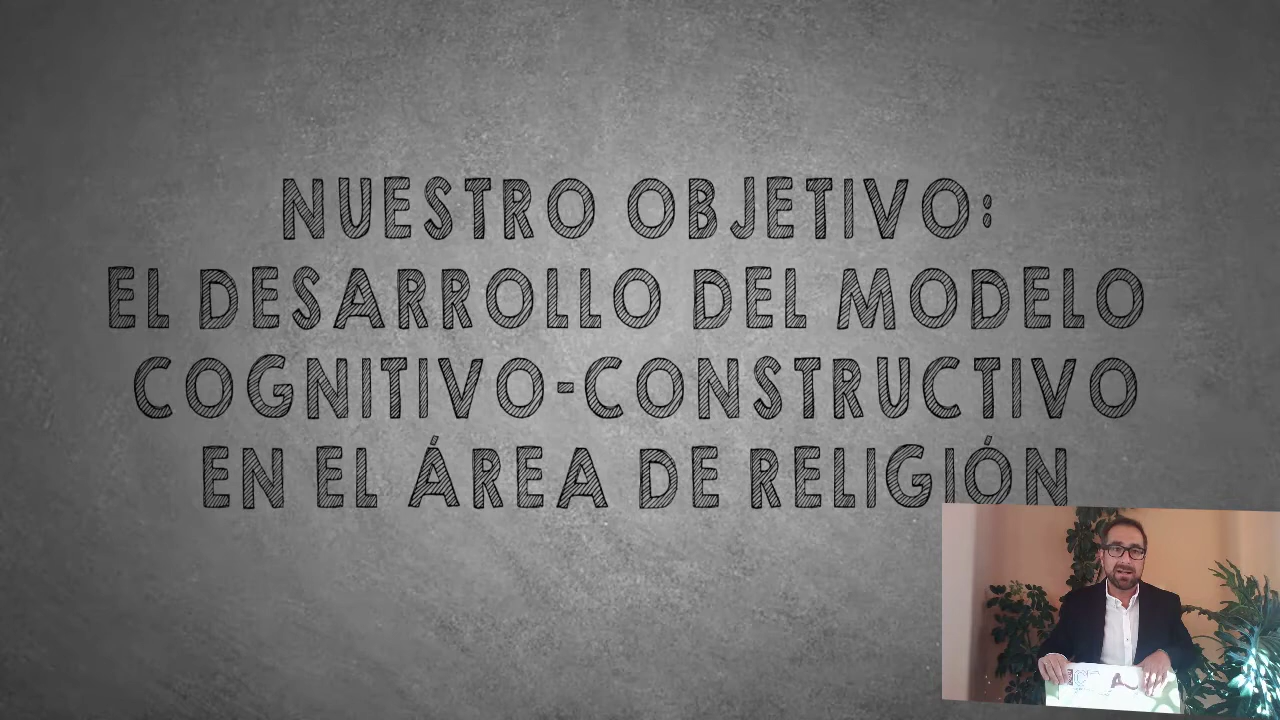 NUESTRO OBJETIVO:
EL DESARROLLO DEL MODELO
COGNITIVO-CONSTRUCTIVO
EN EL ÁREA DE RELIGIÓN